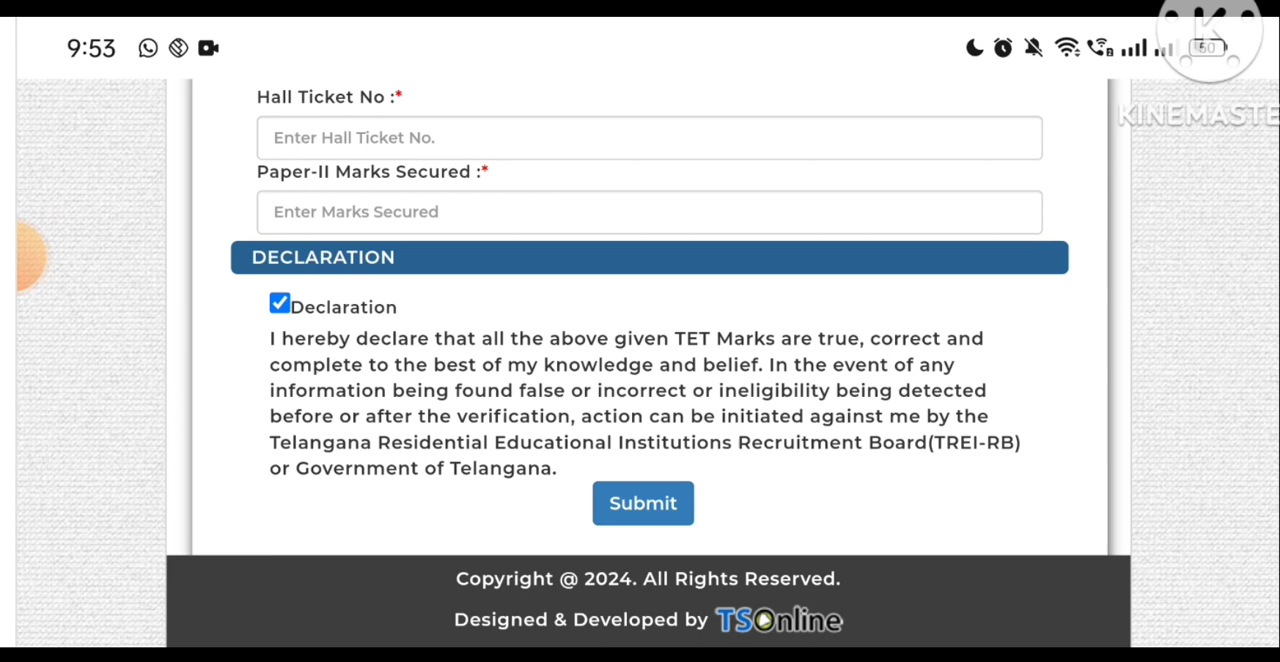 9:53
50
KINEMASTE
Hall Ticket No :*
Enter Hall Ticket No.
Paper-II Marks Secured :*
Enter Marks Secured
DECLARATION
Declaration
I hereby declare that all the above given TET Marks are true, correct and
complete to the best of my knowledge and belief. In the event of any
information being found false or incorrect or ineligibility being detected
before or after the verification, action can be initiated against me by the
Telangana Residential Educational Institutions Recruitment Board(TREI-RB)
or Government of Telangana.
Submit
Copyright @ 2024. All Rights Reserved.
Designed & Developed by TSOnline